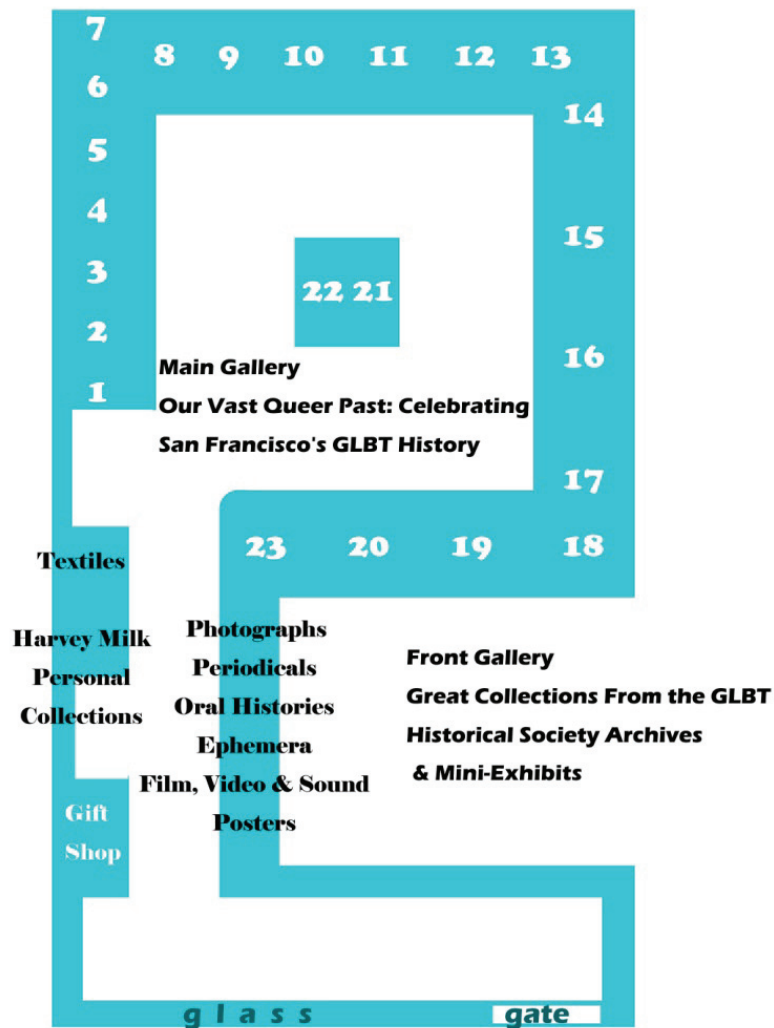 7
8 9 10 11 12 13
6
14
5
4
15
3
22 21
2
16
Main Gallery
1
Our Vast Queer Past: Celebrating
San Francisco's GLBT History
17
23 20 19 18
Textiles
Harvey Milk
Personal
Collections
Photographs
Periodicals
Oral Histories
Ephemera
Film, Video & Sound
Posters
Front Gallery
Great Collections From the GLBT
Historical Society Archives
& Mini-Exhibits
Gift
Shop
glass
gate